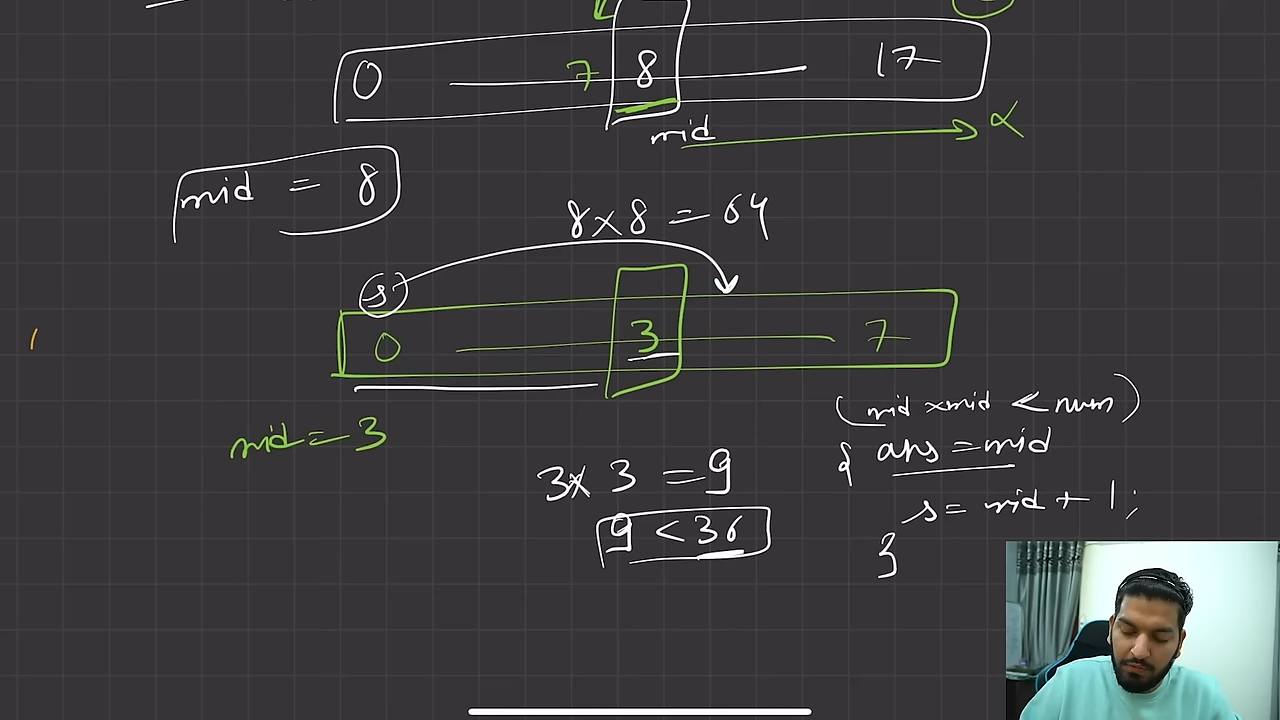 0 7 8 17
mid
mid = 8
8 x 8 = 64
s
0 3 7
mid = 3
3 x 3 = 9
9 < 36
(mid x mid < num)
{ ans = mid
s = mid + 1;
}